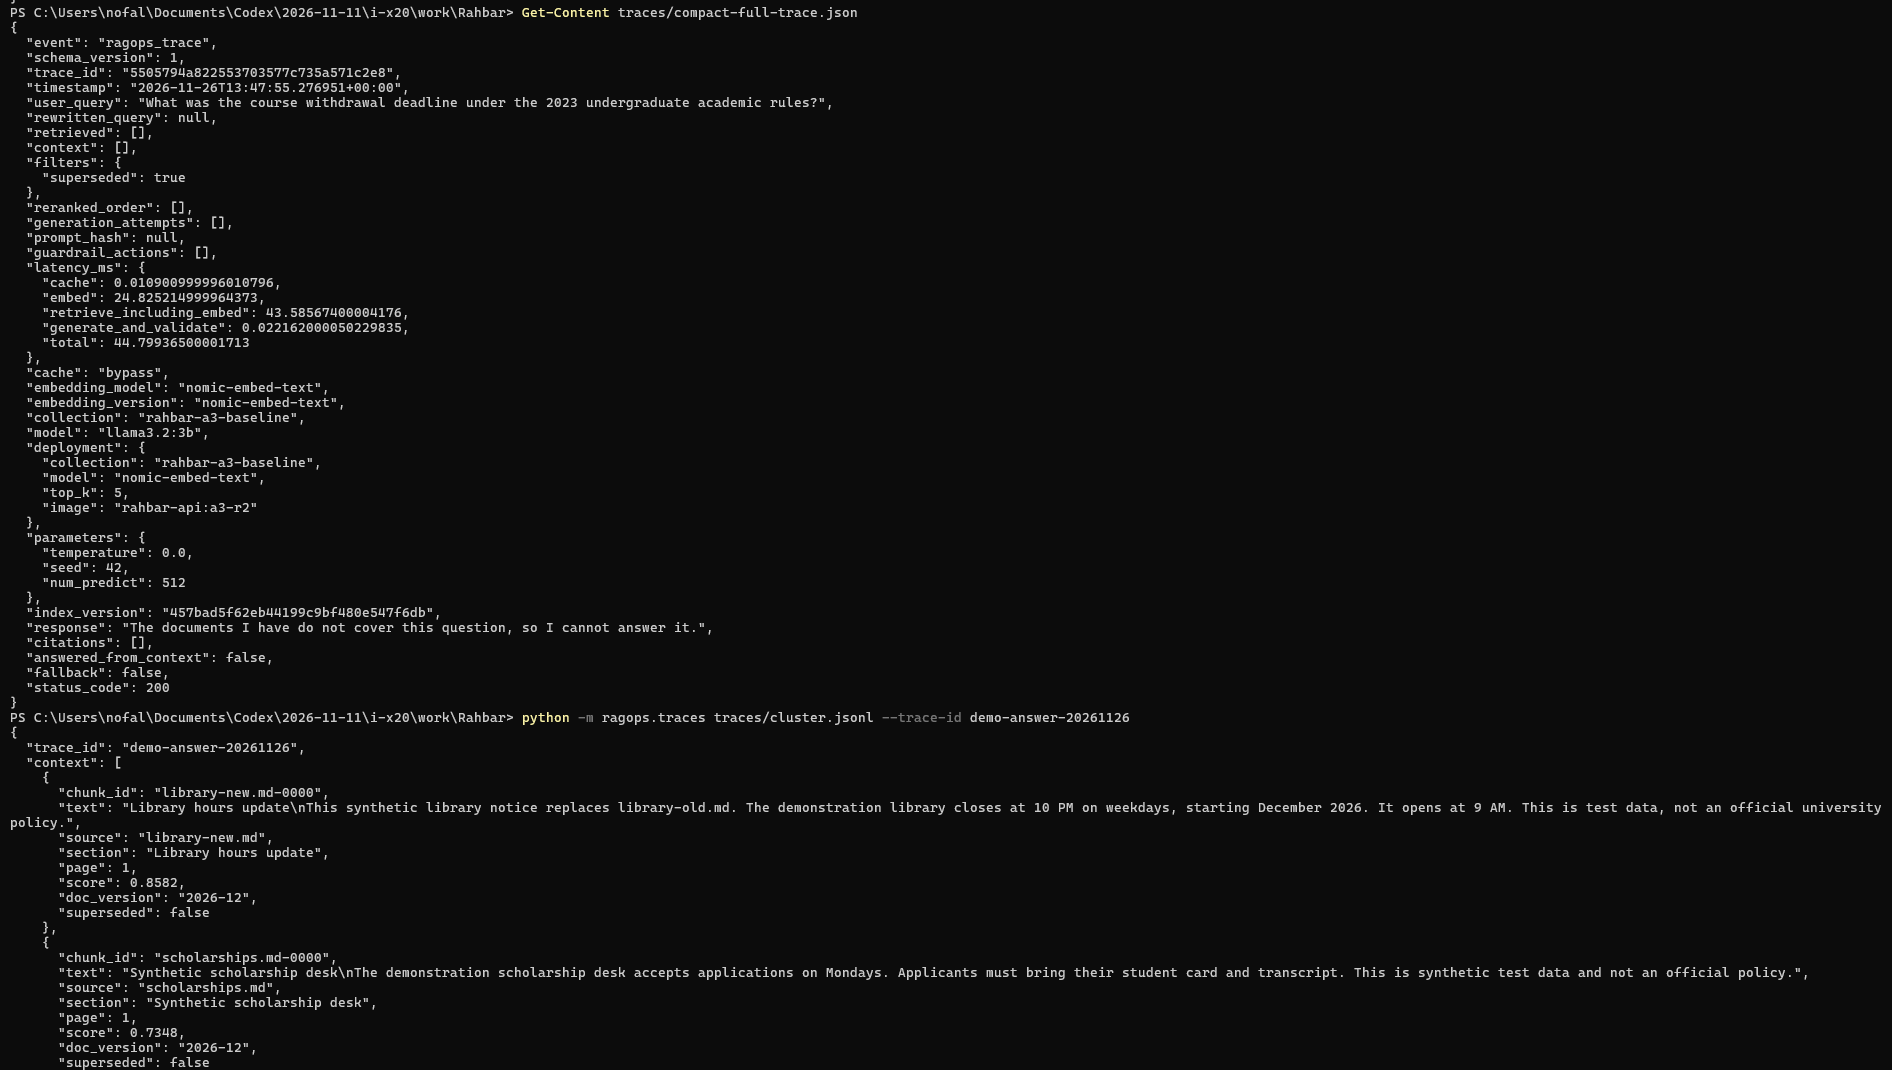 PS C:\Users\nofal\Documents\Codex\2026-11-11\i-x20\work\Rahbar> Get-Content traces/compact-full-trace.json
{
  "event": "ragops_trace",
  "schema_version": 1,
  "trace_id": "5505794a822553703577c735a571c2e8",
  "timestamp": "2026-11-26T13:47:55.276951+00:00",
  "user_query": "What was the course withdrawal deadline under the 2023 undergraduate academic rules?",
  "rewritten_query": null,
  "retrieved": [],
  "context": [],
  "filters": {
    "superseded": true
  },
  "reranked_order": [],
  "generation_attempts": [],
  "prompt_hash": null,
  "guardrail_actions": [],
  "latency_ms": {
    "cache": 0.010900999996010796,
    "embed": 24.825214999964373,
    "retrieve_including_embed": 43.58567400004176,
    "generate_and_validate": 0.022162000050229835,
    "total": 44.79936500001713
  },
  "cache": "bypass",
  "embedding_model": "nomic-embed-text",
  "embedding_version": "nomic-embed-text",
  "collection": "rahbar-a3-baseline",
  "model": "llama3.2:3b",
  "deployment": {
    "collection": "rahbar-a3-baseline",
    "model": "nomic-embed-text",
    "top_k": 5,
    "image": "rahbar-api:a3-r2"
  },
  "parameters": {
    "temperature": 0.0,
    "seed": 42,
    "num_predict": 512
  },
  "index_version": "457bad5f62eb44199c9bf480e547f6db",
  "response": "The documents I have do not cover this question, so I cannot answer it.",
  "citations": [],
  "answered_from_context": false,
  "fallback": false,
  "status_code": 200
}
PS C:\Users\nofal\Documents\Codex\2026-11-11\i-x20\work\Rahbar> python -m ragops.traces traces/cluster.jsonl --trace-id demo-answer-20261126
{
  "trace_id": "demo-answer-20261126",
  "context": [
    {
      "chunk_id": "library-new.md-0000",
      "text": "Library hours update\nThis synthetic library notice replaces library-old.md. The demonstration library closes at 10 PM on weekdays, starting December 2026. It opens at 9 AM. This is test data, not an official university
policy.",
      "source": "library-new.md",
      "section": "Library hours update",
      "page": 1,
      "score": 0.8582,
      "doc_version": "2026-12",
      "superseded": false
    },
    {
      "chunk_id": "scholarships.md-0000",
      "text": "Synthetic scholarship desk\nThe demonstration scholarship desk accepts applications on Mondays. Applicants must bring their student card and transcript. This is synthetic test data and not an official policy.",
      "source": "scholarships.md",
      "section": "Synthetic scholarship desk",
      "page": 1,
      "score": 0.7348,
      "doc_version": "2026-12",
      "superseded": false